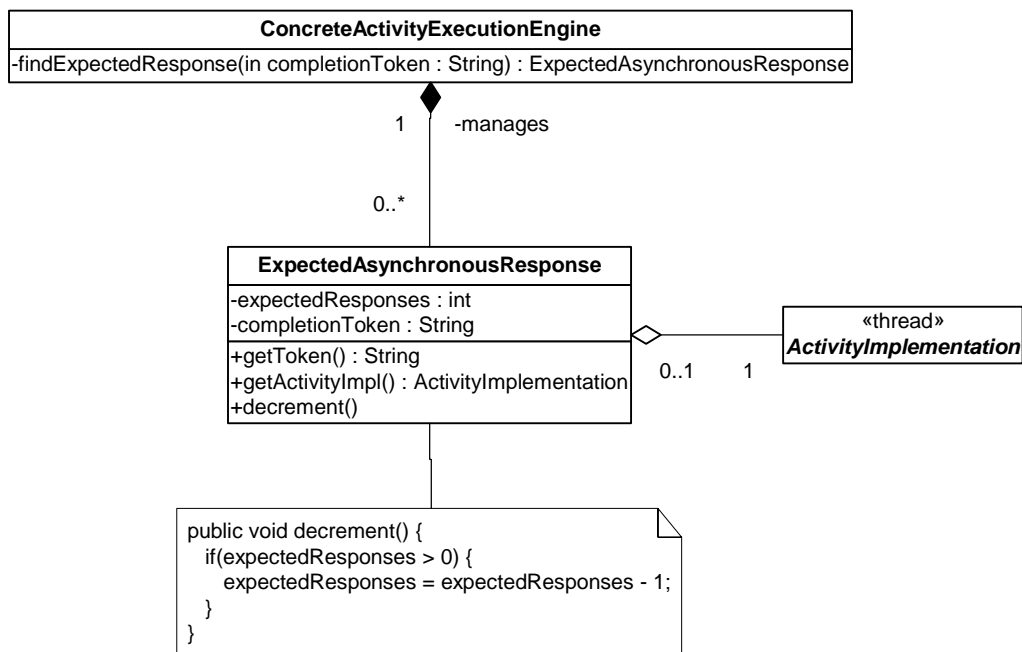 ConcreteActivityExecutionEngine
-findExpectedResponse(in completionToken : String) : ExpectedAsynchronousResponse
1
-manages
0..*
ExpectedAsynchronousResponse
-expectedResponses : int
-completionToken : String
+getToken() : String
+getActivityImpl() : ActivityImplementation
+decrement()
0..1
1
«thread»
ActivityImplementation
public void decrement() {
if(expectedResponses > 0) {
expectedResponses = expectedResponses - 1;
}
}